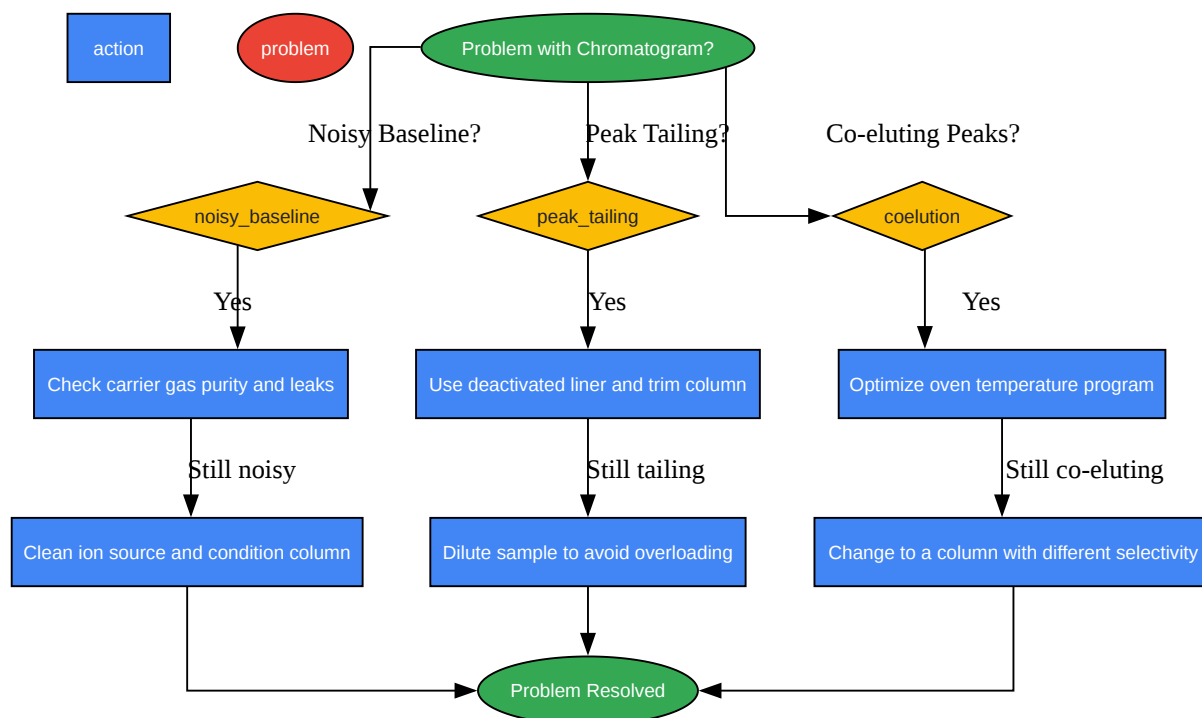 action
problem
Problem with Chromatogram?
Noisy Baseline?
Peak Tailing?
Co-eluting Peaks?
noisy_baseline
peak_tailing
coelution
Yes
Yes
Yes
Check carrier gas purity and leaks
Use deactivated liner and trim column
Optimize oven temperature program
Still noisy
Still tailing
Still co-eluting
Clean ion source and condition column
Dilute sample to avoid overloading
Change to a column with different selectivity
Problem Resolved